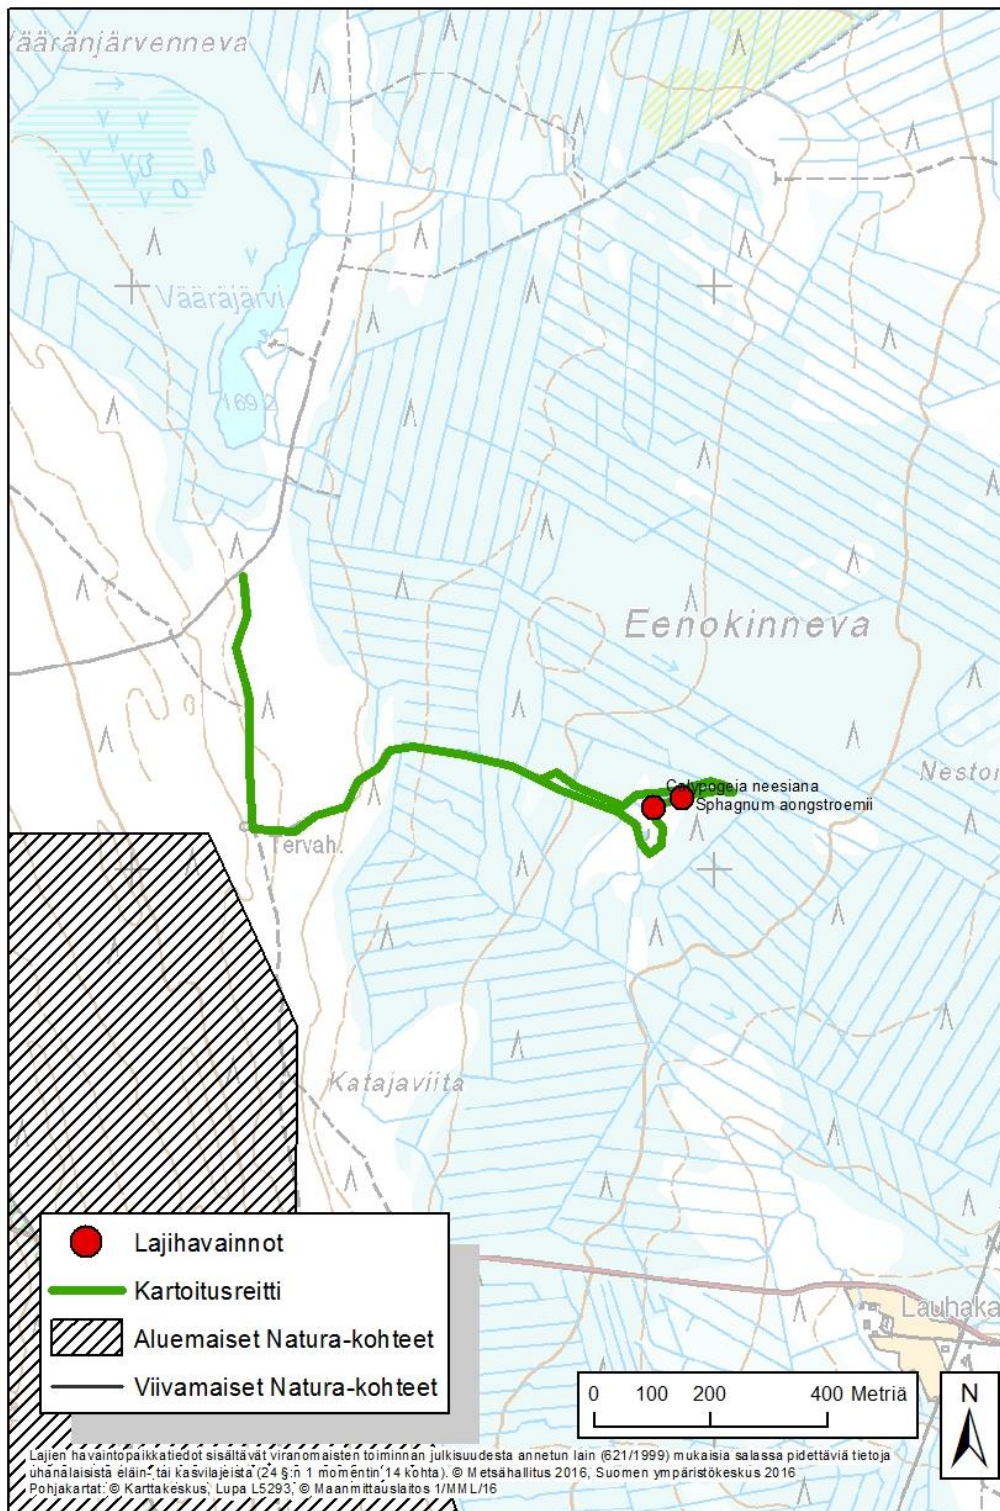 ääränjärvenneva
Vääräjärvi
169.2
Eenokinneva
Nestor
Calypogeia neesiana
Sphagnum aongstroemii
Tervah.
Katajaviita
Lauhaka
Lajihavainnot
Kartoitusreitti
Aluemaiset Natura-kohteet
Viivamaiset Natura-kohteet
0 100 200 400 Metriä
N
Lajien havaintopaikkatiedot sisältävät viranomaisten toiminnan julkisuudesta annetun lain (621/1999) mukaisia salassa pidettäviä tietoja
uhanalaisista eläin- tai kasvilajeista (24 §:n 1 momentin 14 kohta). © Metsähallitus 2016, Suomen ympäristökeskus 2016
Pohjakartat: © Karttakeskus, Lupa L5293, © Maanmittauslaitos 1/MML/16